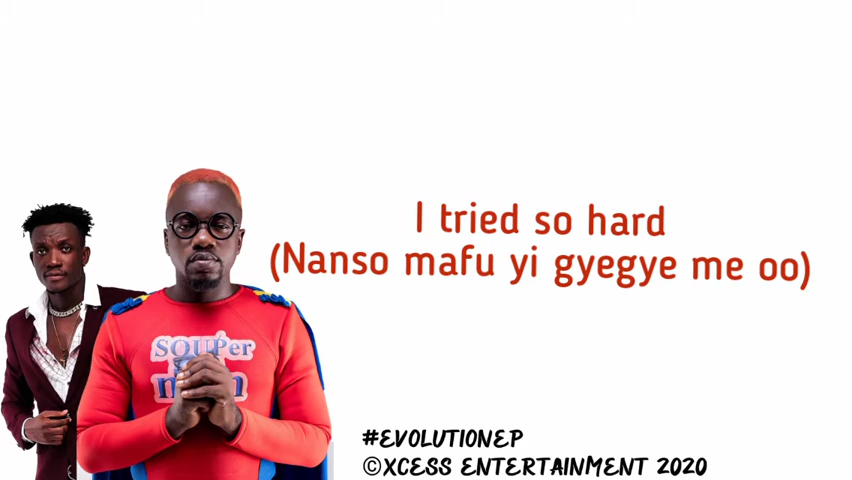 I tried so hard
(Nanso mafu yi gyegye me oo)
SOUPer
#EVOLUTIONEP
©XCESS ENTERTAINMENT 2020